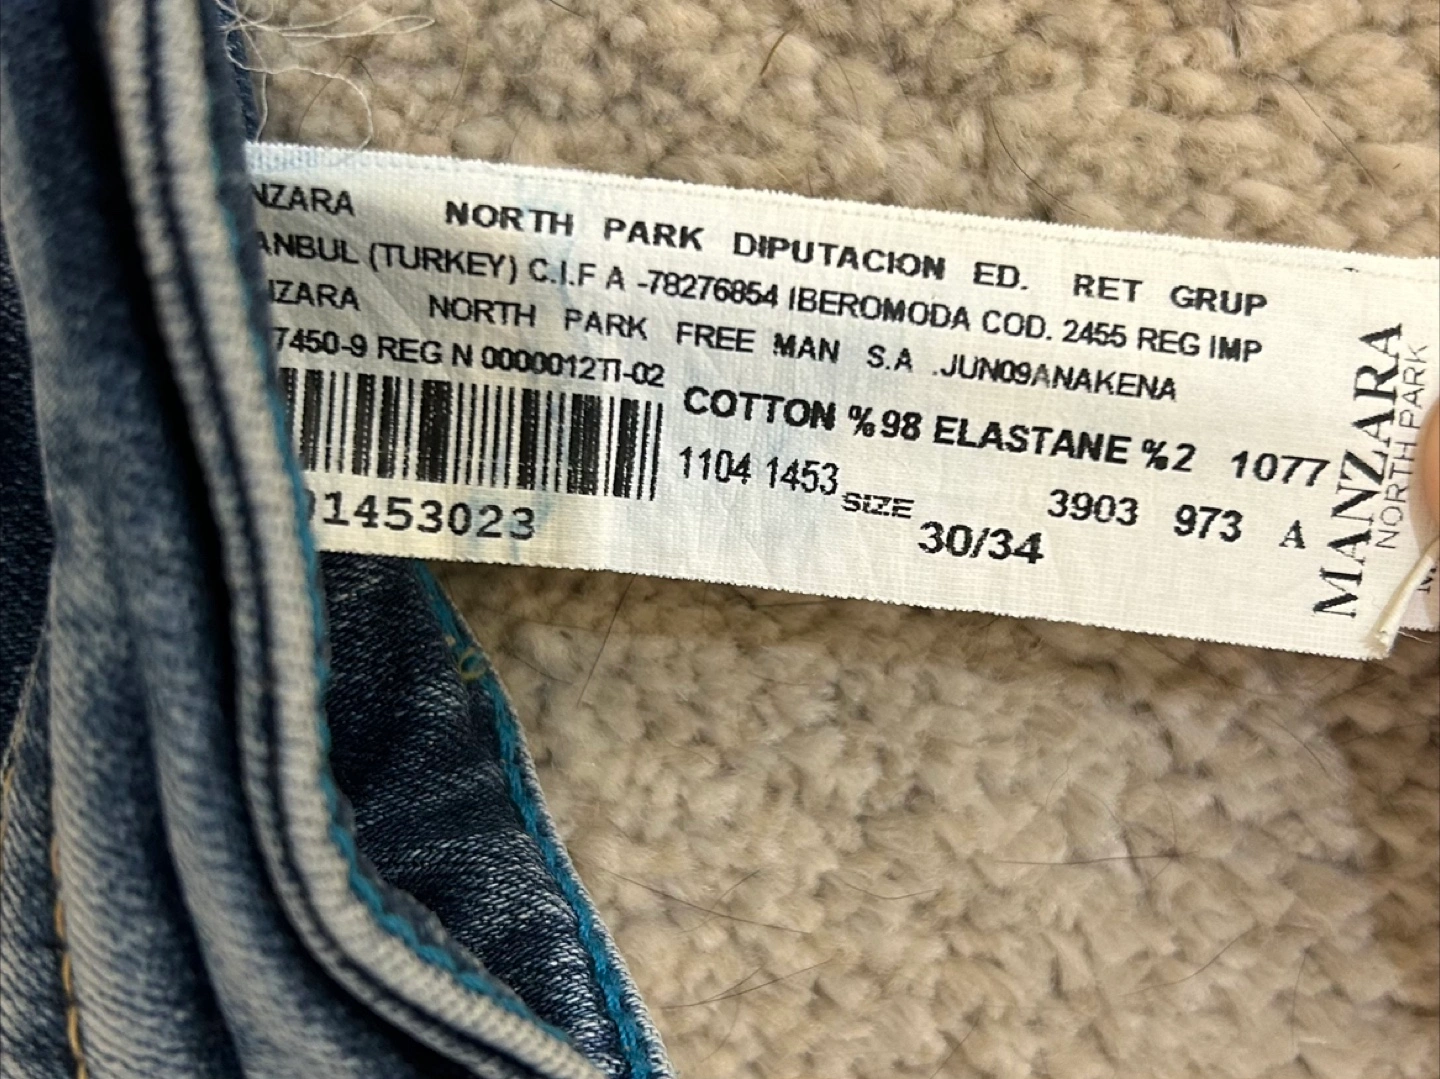 NZARA NORTH PARK DIPUTACION ED. RET GRUP
ANBUL (TURKEY) C.I.F A -78276854 IBEROMODA COD. 2455 REG IMP
NZARA NORTH PARK FREE MAN S.A .JUN09ANAKENA
7450-9 REG N 0000012TI-02
COTTON %98 ELASTANE %2 1077
1104 1453 SIZE 30/34 3903 973 A
1453023
MANZARA
NORTH PARK